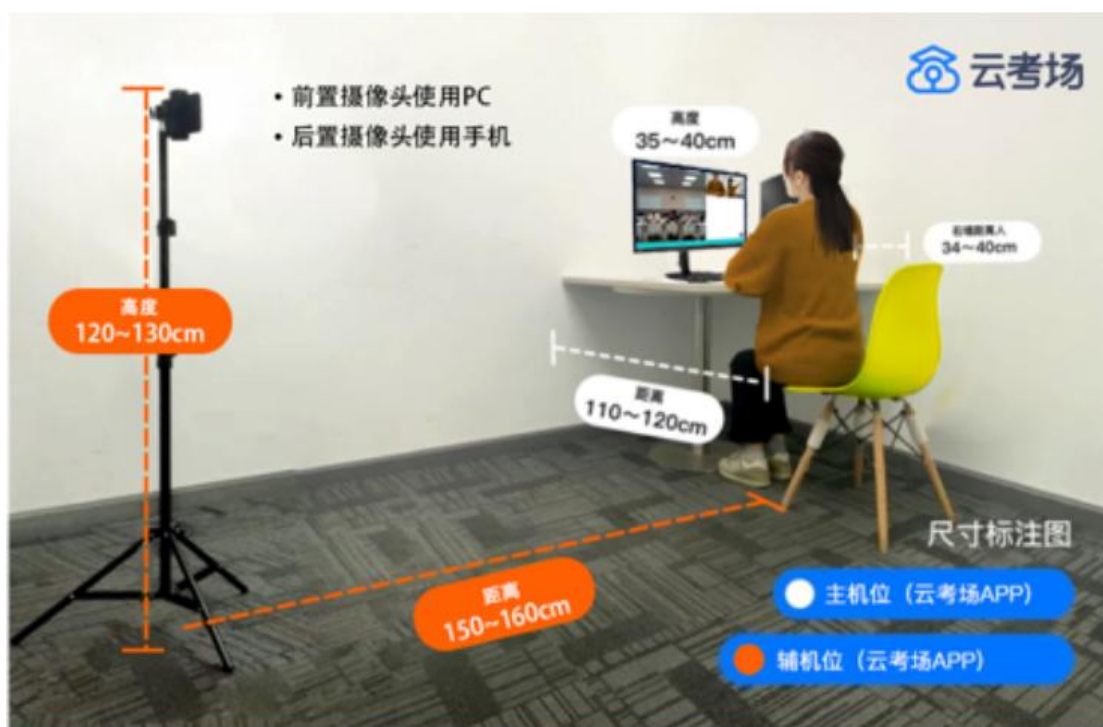 云考场
• 前置摄像头使用PC
• 后置摄像头使用手机
高度
35～40cm
右墙距离人
34～40cm
高度
120~130cm
距离
110～120cm
距离
150~160cm
尺寸标注图
主机位（云考场APP）
辅机位（云考场APP）